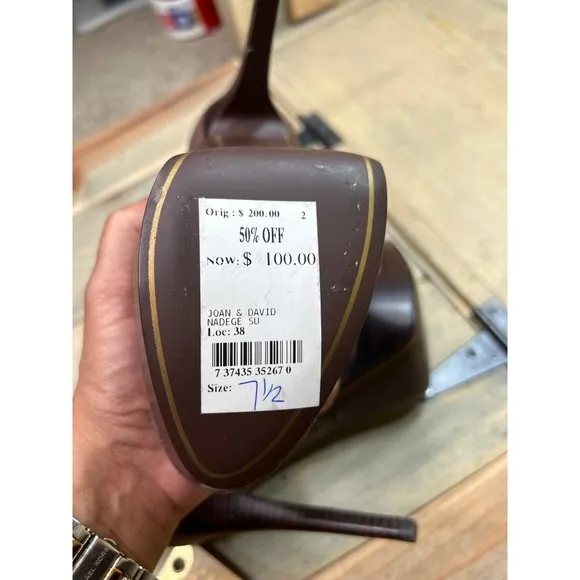 Orig : $ 200.00 2
50% OFF
NOW: $ 100.00
JOAN & DAVID
NADEGE SU
Loc: 38
7 37435 35267 0
Size: 7 1/2
KORS